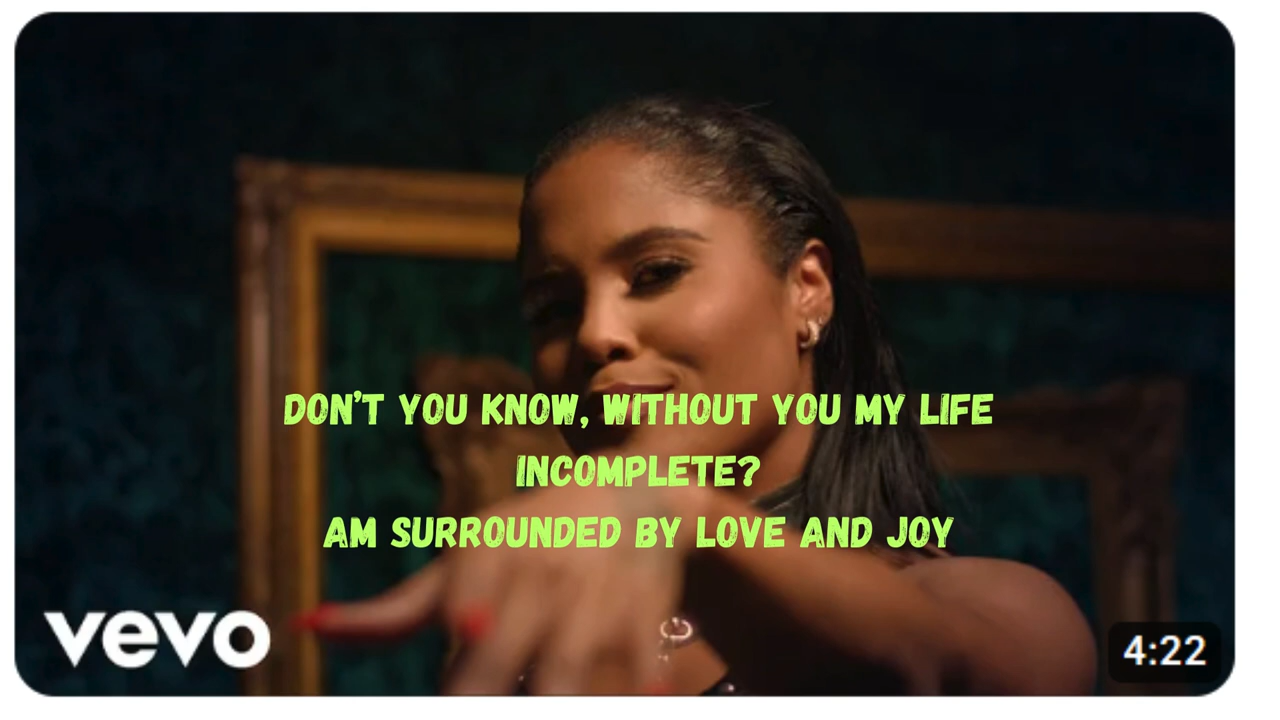 DON'T YOU KNOW, WITHOUT YOU MY LIFE
INCOMPLETE?
AM SURROUNDED BY LOVE AND JOY
vevo
4:22